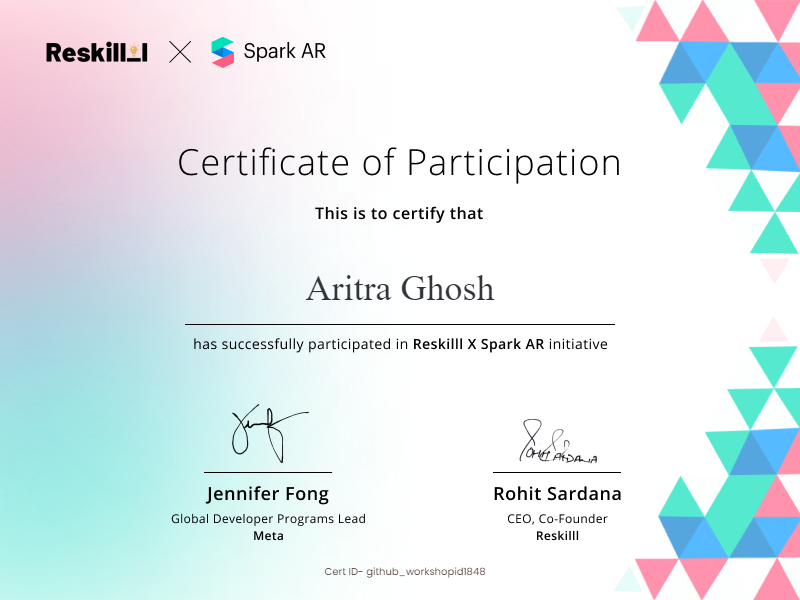 Reskilll X Spark AR
Certificate of Participation
This is to certify that
Aritra Ghosh
has successfully participated in Reskilll X Spark AR initiative
Jennifer Fong
Global Developer Programs Lead
Meta
Rohit Sardana
CEO, Co-Founder
Reskilll
Cert ID- github_workshopid1848